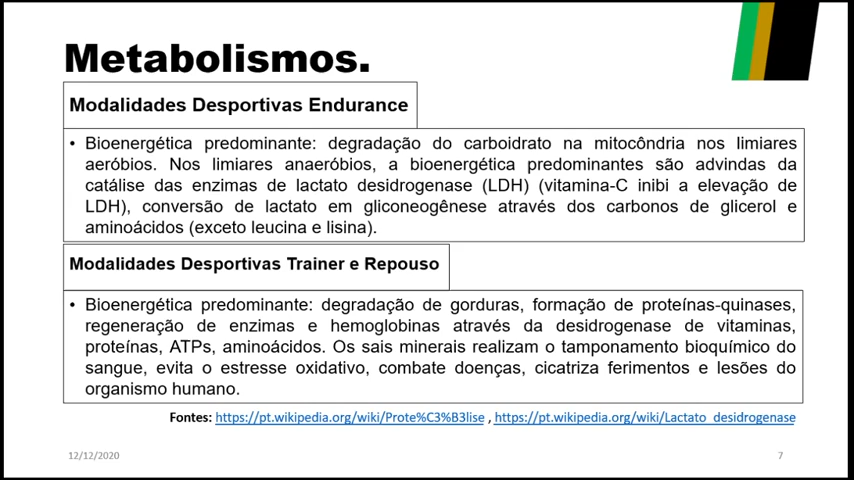 Metabolismos.
Modalidades Desportivas Endurance
• Bioenergética predominante: degradação do carboidrato na mitocôndria nos limiares
aeróbios. Nos limiares anaeróbios, a bioenergética predominantes são advindas da
catálise das enzimas de lactato desidrogenase (LDH) (vitamina-C inibi a elevação de
LDH), conversão de lactato em gliconeogênese através dos carbonos de glicerol e
aminoácidos (exceto leucina e lisina).
Modalidades Desportivas Trainer e Repouso
• Bioenergética predominante: degradação de gorduras, formação de proteínas-quinases,
regeneração de enzimas e hemoglobinas através da desidrogenase de vitaminas,
proteínas, ATPs, aminoácidos. Os sais minerais realizam o tamponamento bioquímico do
sangue, evita o estresse oxidativo, combate doenças, cicatriza ferimentos e lesões do
organismo humano.
Fontes: https://pt.wikipedia.org/wiki/Prote%C3%B3lise , https://pt.wikipedia.org/wiki/Lactato_desidrogenase
12/12/2020
7